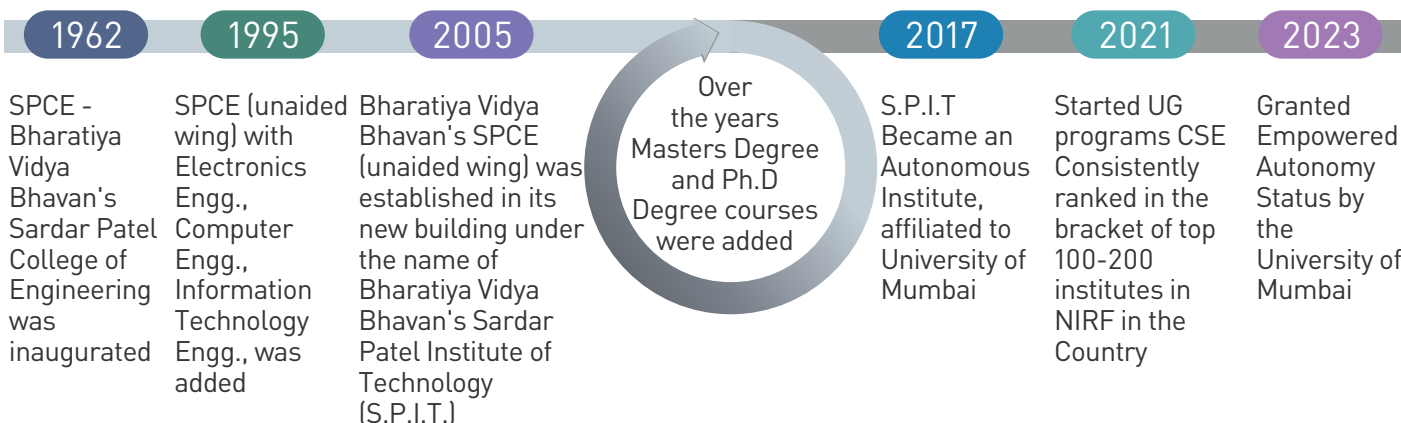 1962
SPCE -
Bharatiya
Vidya
Bhavan's
Sardar Patel
College of
Engineering
was
inaugurated
1995
SPCE (unaided
wing) with
Electronics
Engg.,
Computer
Engg.,
Information
Technology
Engg., was
added
2005
Bharatiya Vidya
Bhavan's SPCE
(unaided wing) was
established in its
new building under
the name of
Bharatiya Vidya
Bhavan's Sardar
Patel Institute of
Technology
(S.P.I.T.)
Over
the years
Masters Degree
and Ph.D
Degree courses
were added
2017
S.P.I.T
Became an
Autonomous
Institute,
affiliated to
University of
Mumbai
2021
Started UG
programs CSE
Consistently
ranked in the
bracket of top
100-200
institutes in
NIRF in the
Country
2023
Granted
Empowered
Autonomy
Status by
the
University of
Mumbai